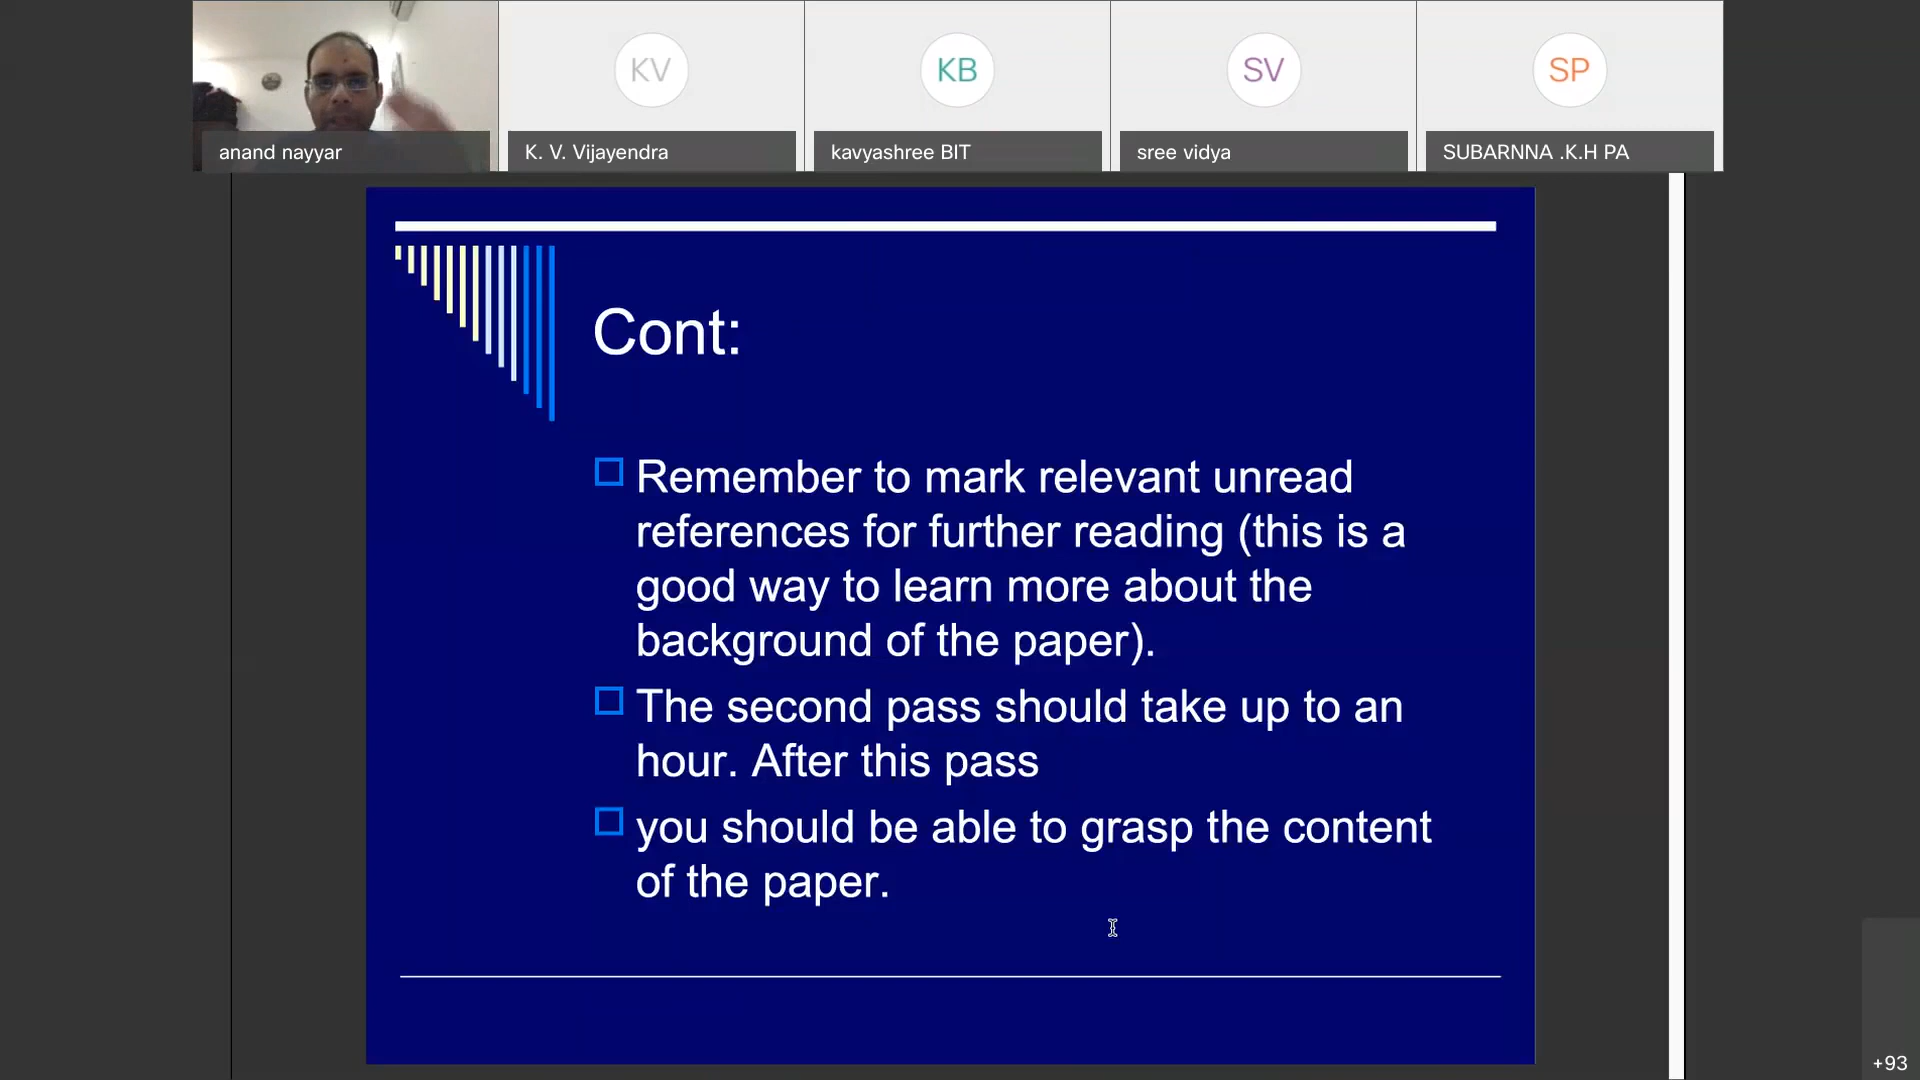 KV
KB
SV
SP
anand nayyar
K. V. Vijayendra
kavyashree BIT
sree vidya
SUBARNNA .K.H PA
Cont:
Remember to mark relevant unread
references for further reading (this is a
good way to learn more about the
background of the paper).
The second pass should take up to an
hour. After this pass
you should be able to grasp the content
of the paper.
+93